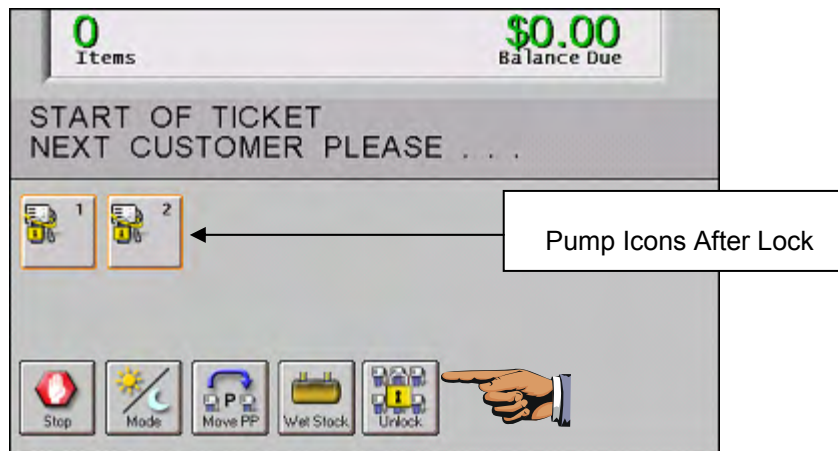 0 $0.00
Items Balance Due
START OF TICKET
NEXT CUSTOMER PLEASE . . .
1 2
Pump Icons After Lock
P
Stop Mode Move PP Wet Stock Unlock